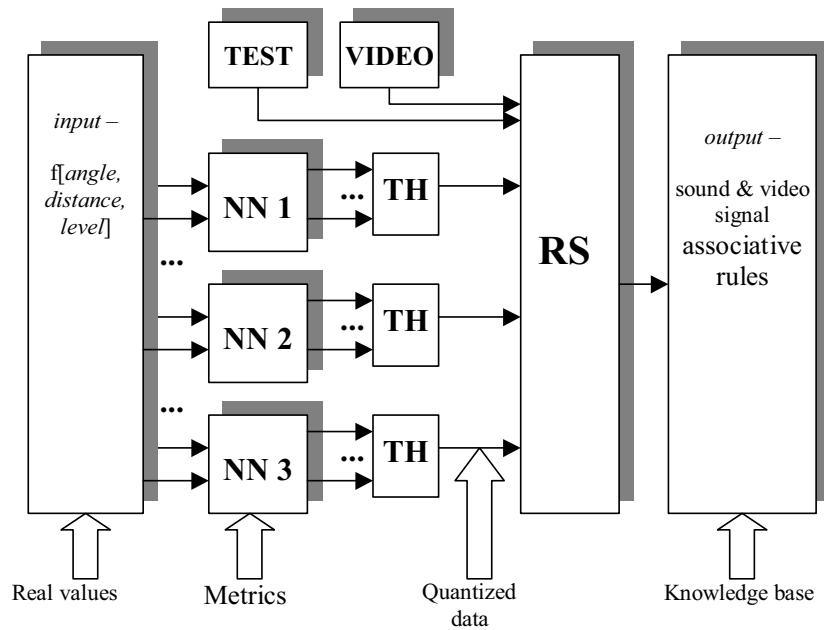 TEST
VIDEO
input –
f[angle,
distance,
level]
...
...
NN 1
...
TH
NN 2
...
TH
NN 3
...
TH
RS
output –
sound & video
signal
associative
rules
Real values
Metrics
Quantized
data
Knowledge base